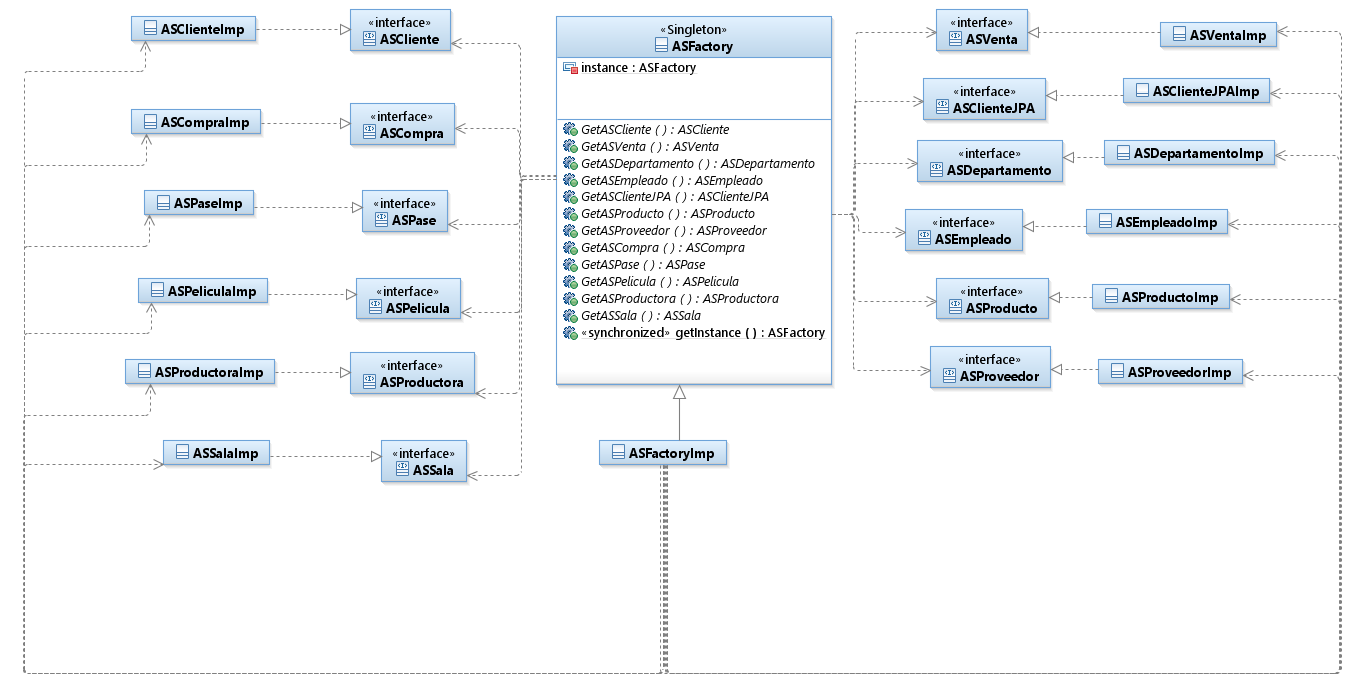 ASClienteImp
«interface»
ASCliente
ASCompraImp
«interface»
ASCompra
ASPaseImp
«interface»
ASPase
ASPeliculaImp
«interface»
ASPelicula
ASProductoraImp
«interface»
ASProductora
ASSalaImp
«interface»
ASSala
«Singleton»
ASFactory
instance : ASFactory
GetASCliente ( ) : ASCliente
GetASVenta ( ) : ASVenta
GetASDepartamento ( ) : ASDepartamento
GetASEmpleado ( ) : ASEmpleado
GetASClienteJPA ( ) : ASClienteJPA
GetASProducto ( ) : ASProducto
GetASProveedor ( ) : ASProveedor
GetASCompra ( ) : ASCompra
GetASPase ( ) : ASPase
GetASPelicula ( ) : ASPelicula
GetASProductora ( ) : ASProductora
GetASSala ( ) : ASSala
«synchronized» getInstance ( ) : ASFactory
ASFactoryImp
«interface»
ASVenta
ASVentaImp
«interface»
ASClienteJPA
ASClienteJPAImp
«interface»
ASDepartamento
ASDepartamentoImp
«interface»
ASEmpleado
ASEmpleadoImp
«interface»
ASProducto
ASProductoImp
«interface»
ASProveedor
ASProveedorImp